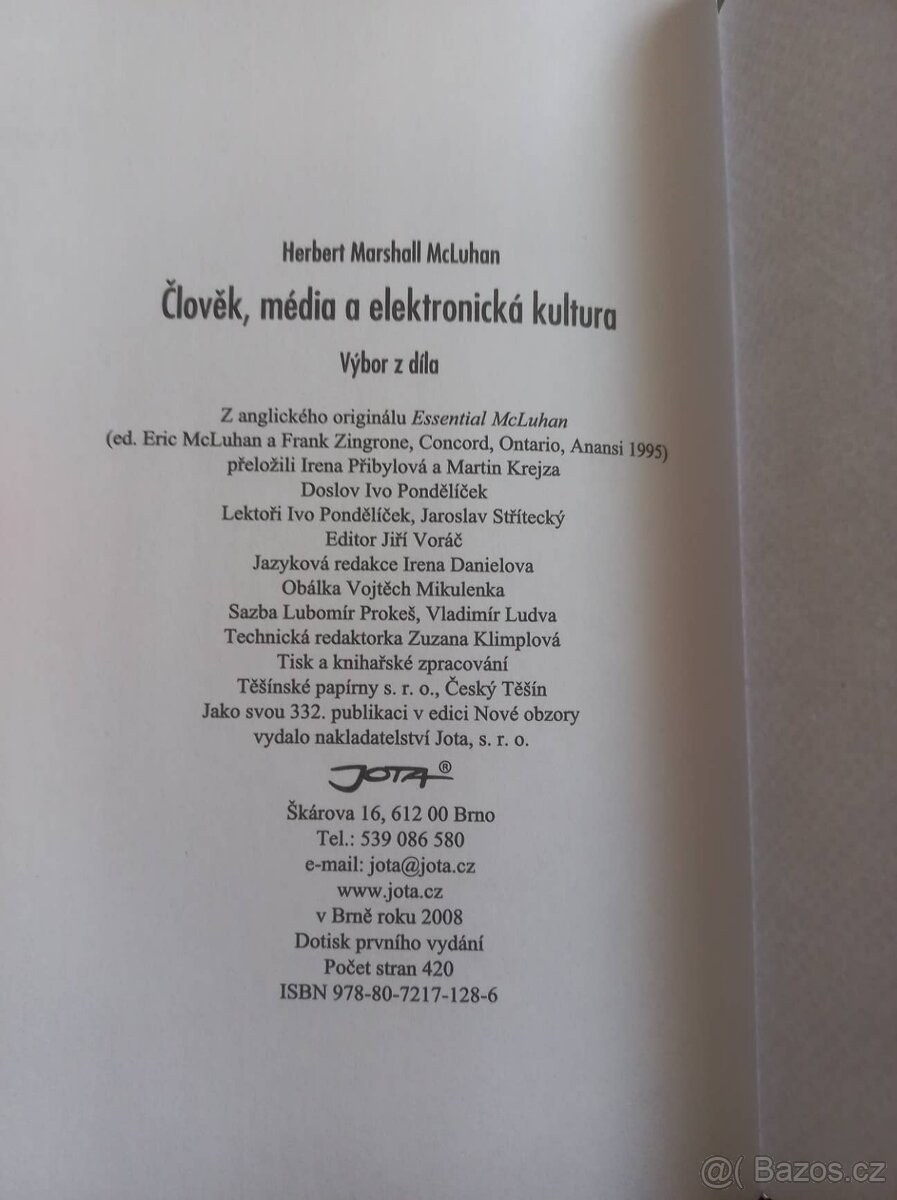 Herbert Marshall McLuhan
Člověk, média a elektronická kultura
Výbor z díla
Z anglického originálu Essential McLuhan
(ed. Eric McLuhan a Frank Zingrone, Concord, Ontario, Anansi 1995)
přeložili Irena Přibylová a Martin Krejza
Doslov Ivo Pondělíček
Lektoři Ivo Pondělíček, Jaroslav Střítecký
Editor Jiří Voráč
Jazyková redakce Irena Danielova
Obálka Vojtěch Mikulenka
Sazba Lubomír Prokeš, Vladimír Ludva
Technická redaktorka Zuzana Klimplová
Tisk a knihařské zpracování
Těšínské papírny s. r. o., Český Těšín
Jako svou 332. publikaci v edici Nové obzory
vydalo nakladatelství Jota, s. r. o.
JOTA®
Škárova 16, 612 00 Brno
Tel.: 539 086 580
e-mail: jota@jota.cz
www.jota.cz
v Brně roku 2008
Dotisk prvního vydání
Počet stran 420
ISBN 978-80-7217-128-6
@( Bazos.cz